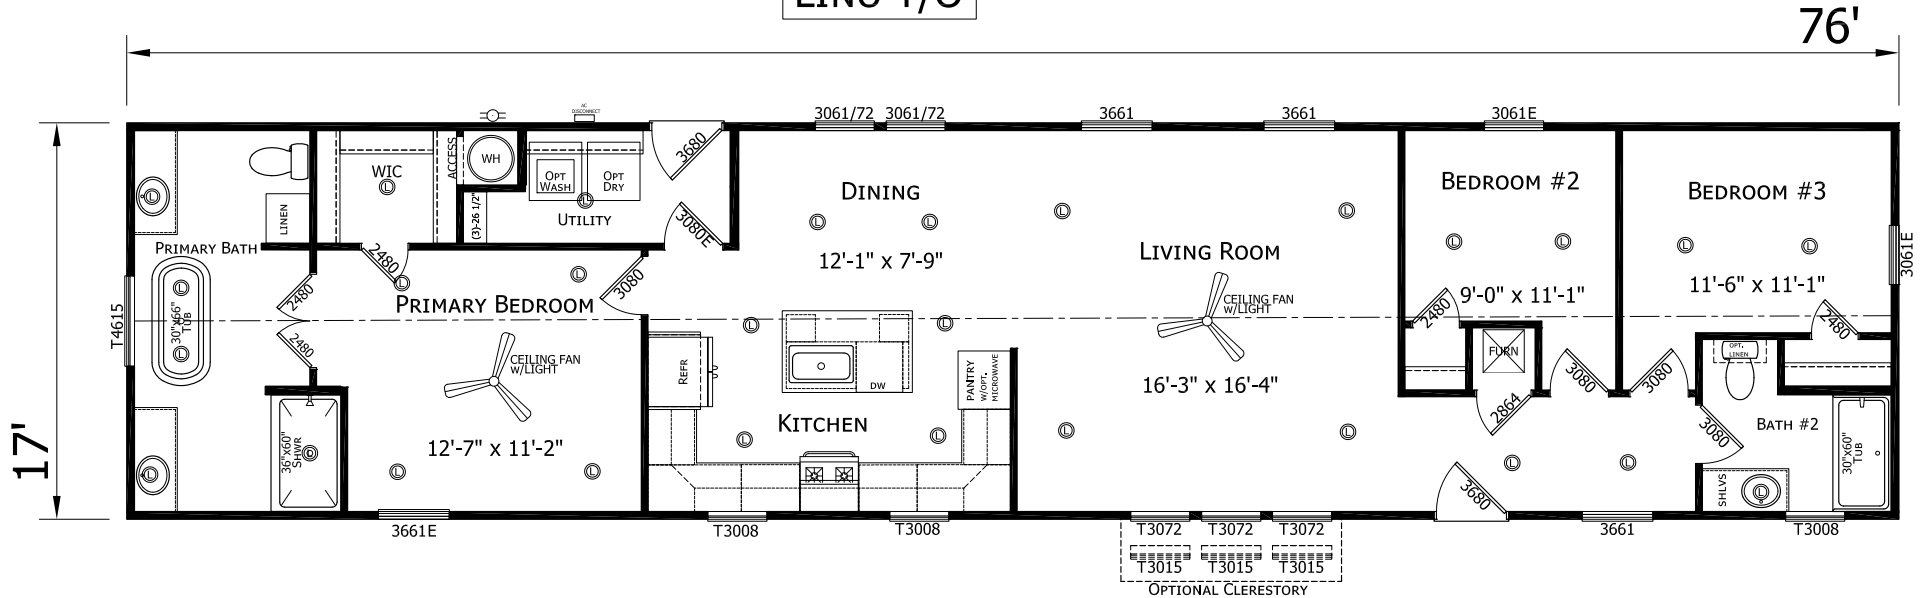 76'
AC
DISCONNECT
3061/72
3061/72
3661
3661
3061E
WIC
ACCESS
WH
OPT
WASH
OPT
DRY
3680
LINEN
(3)-26 1/2"
UTILITY
3080E
DINING
12'-1" x 7'-9"
LIVING ROOM
CEILING FAN
w/LIGHT
16'-3" x 16'-4"
BEDROOM #2
9'-0" x 11'-1"
BEDROOM #3
11'-6" x 11'-1"
3061E
PRIMARY BATH
2480
2480
3080
PRIMARY BEDROOM
30"x66"
TUB
T4615
2480
CEILING FAN
w/LIGHT
12'-7" x 11'-2"
36"x60"
SHWR
REFR
DW
PANTRY
w/OPT.
MICROWAVE
KITCHEN
2480
FURN
2864
3080
3080
2480
OPT.
LINEN
3080
BATH #2
30"x60"
TUB
SHLVS
3680
17'
3661E
T3008
T3008
T3072
T3072
T3072
3661
T3008
T3015
T3015
T3015
OPTIONAL CLERESTORY